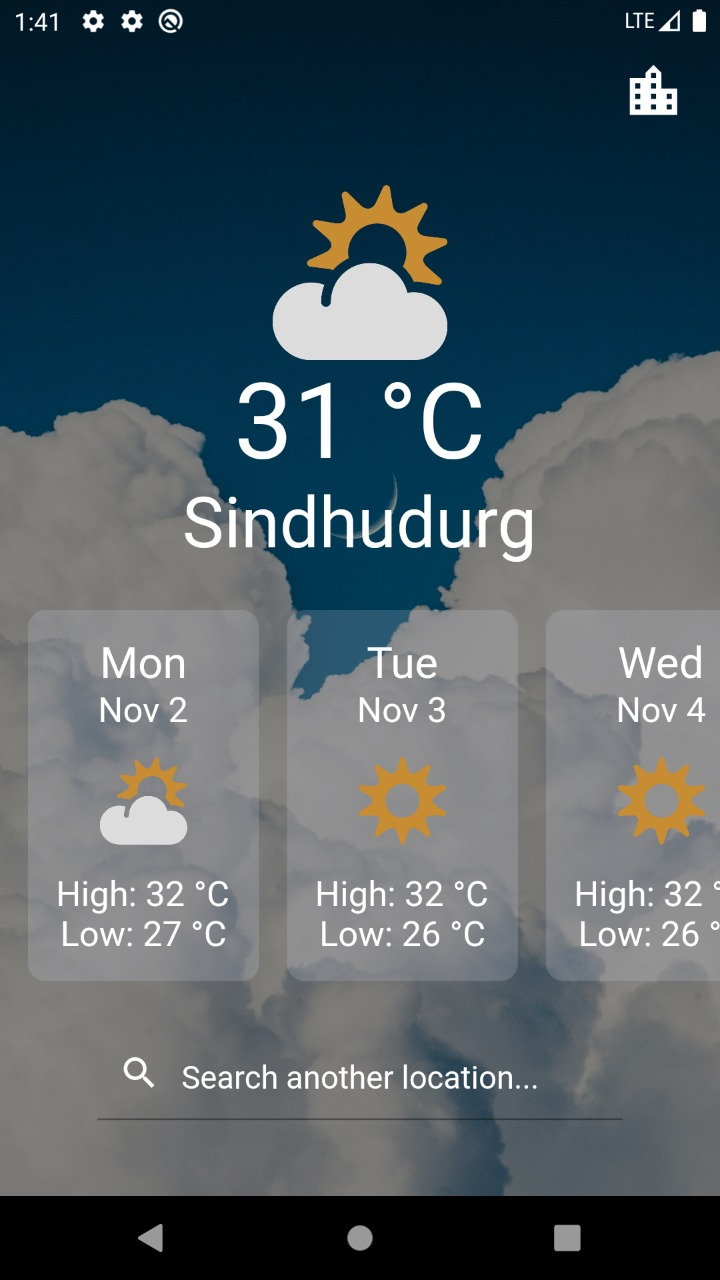 1:41
LTE
31 °C
Sindhudurg
Mon
Nov 2
High: 32 °C
Low: 27 °C
Tue
Nov 3
High: 32 °C
Low: 26 °C
Wed
Nov 4
High: 32 °
Low: 26 °
Search another location...